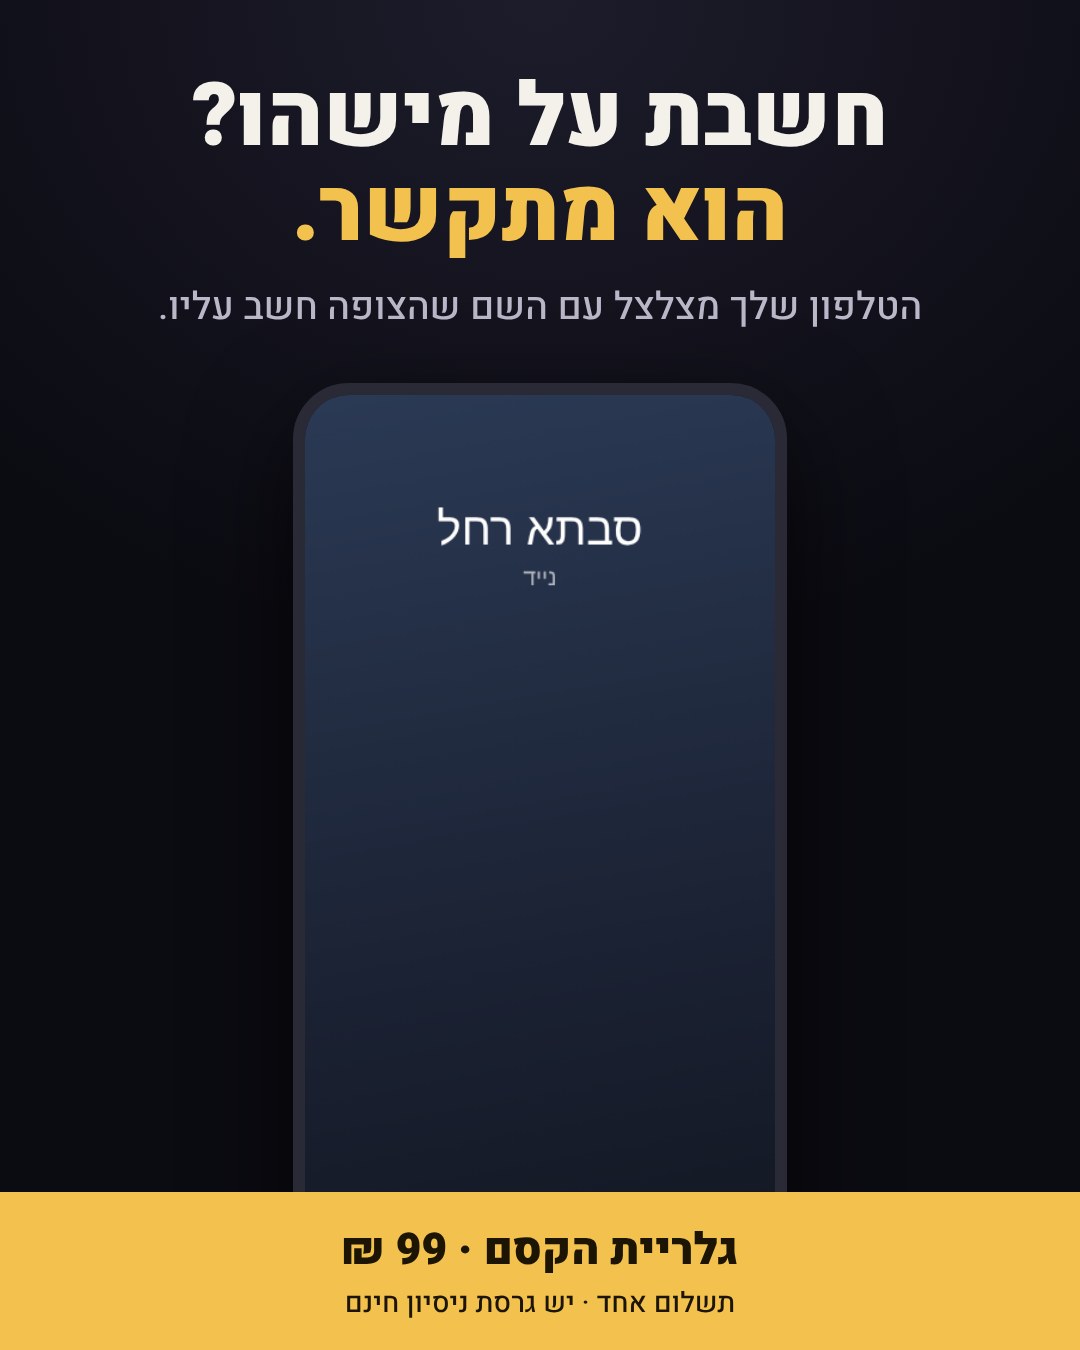 חשבת על מישהו?
הוא מתקשר.
הטלפון שלך מצלצל עם השם שהצופה חשב עליו.
סבתא רחל
נייד
גלריית הקסם · 99 ₪
תשלום אחד · יש גרסת ניסיון חינם